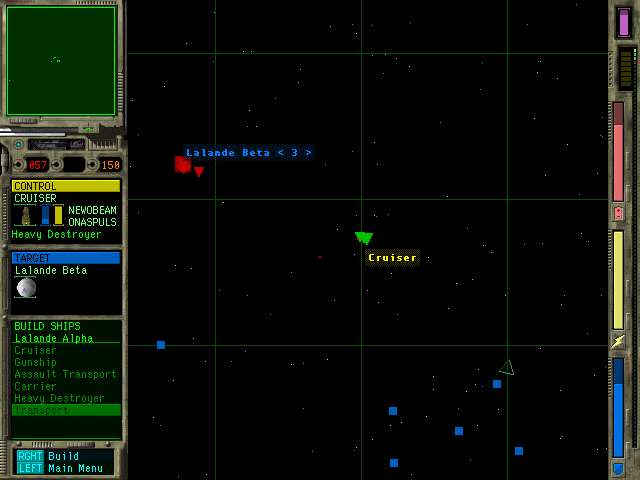 057 150
CONTROL
CRUISER
NEWOBEAM
ONASPULS
Heavy Destroyer
TARGET
Lalande Beta
BUILD SHIPS
Lalande Alpha
Cruiser
Gunship
Assault Transport
Carrier
Heavy Destroyer
Transport
RGHT Build
LEFT Main Menu
Lalande Beta < 3 >
Cruiser